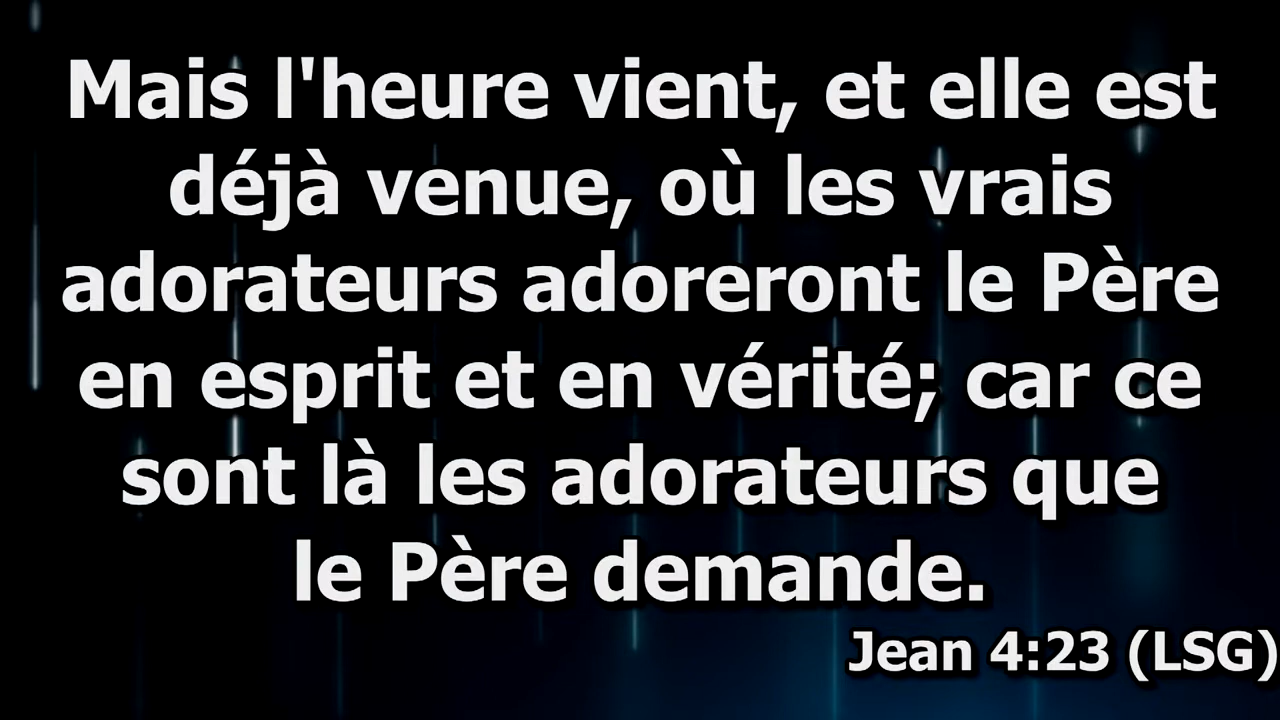 Mais l'heure vient, et elle est
déjà venue, où les vrais
adorateurs adoreront le Père
en esprit et en vérité; car ce
sont là les adorateurs que
le Père demande.
Jean 4:23 (LSG)